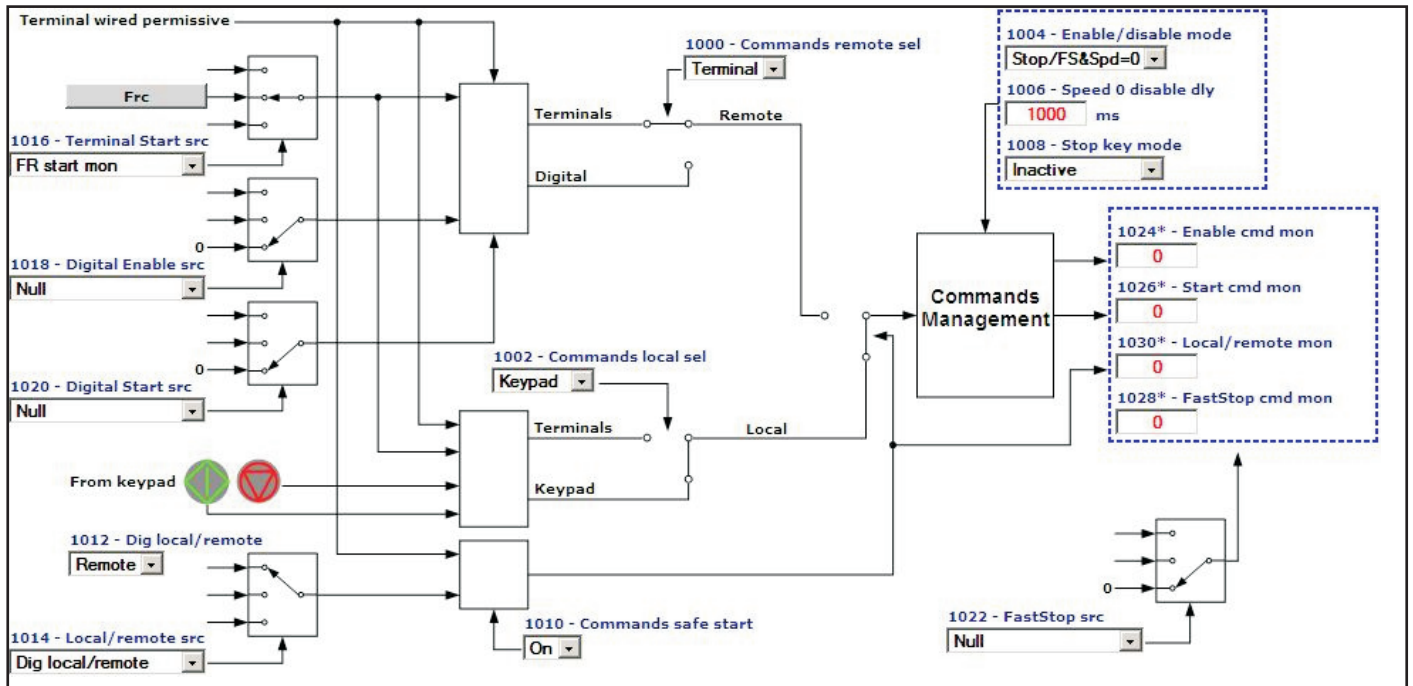 Terminal wired permissive
Frc
1016 - Terminal Start src
FR start mon
0
1018 - Digital Enable src
Null
0
1020 - Digital Start src
Null
From keypad
1012 - Dig local/remote
Remote
1014 - Local/remote src
Dig local/remote
1000 - Commands remote sel
Terminal
Terminals
Remote
Digital
1002 - Commands local sel
Keypad
Terminals
Local
Keypad
1010 - Commands safe start
On
Commands
Management
1004 - Enable/disable mode
Stop/FS&Spd=0
1006 - Speed 0 disable dly
1000 ms
1008 - Stop key mode
Inactive
1024* - Enable cmd mon
0
1026* - Start cmd mon
0
1030* - Local/remote mon
0
1028* - FastStop cmd mon
0
0
1022 - FastStop src
Null